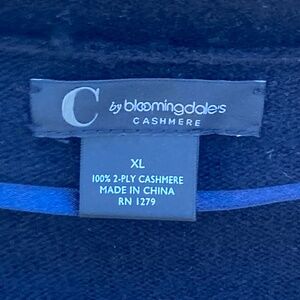 C by bloomingdale's
CASHMERE
XL
100% 2-PLY CASHMERE
MADE IN CHINA
RN 1279